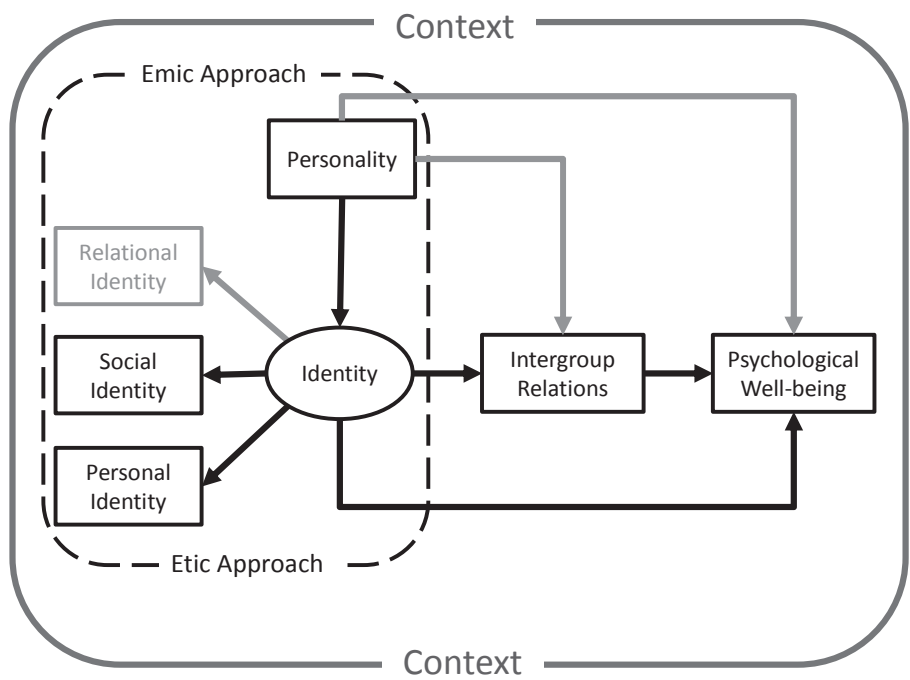 Context
Emic Approach
Personality
Relational
Identity
Social
Identity
Identity
Intergroup
Relations
Psychological
Well-being
Personal
Identity
Etic Approach
Context